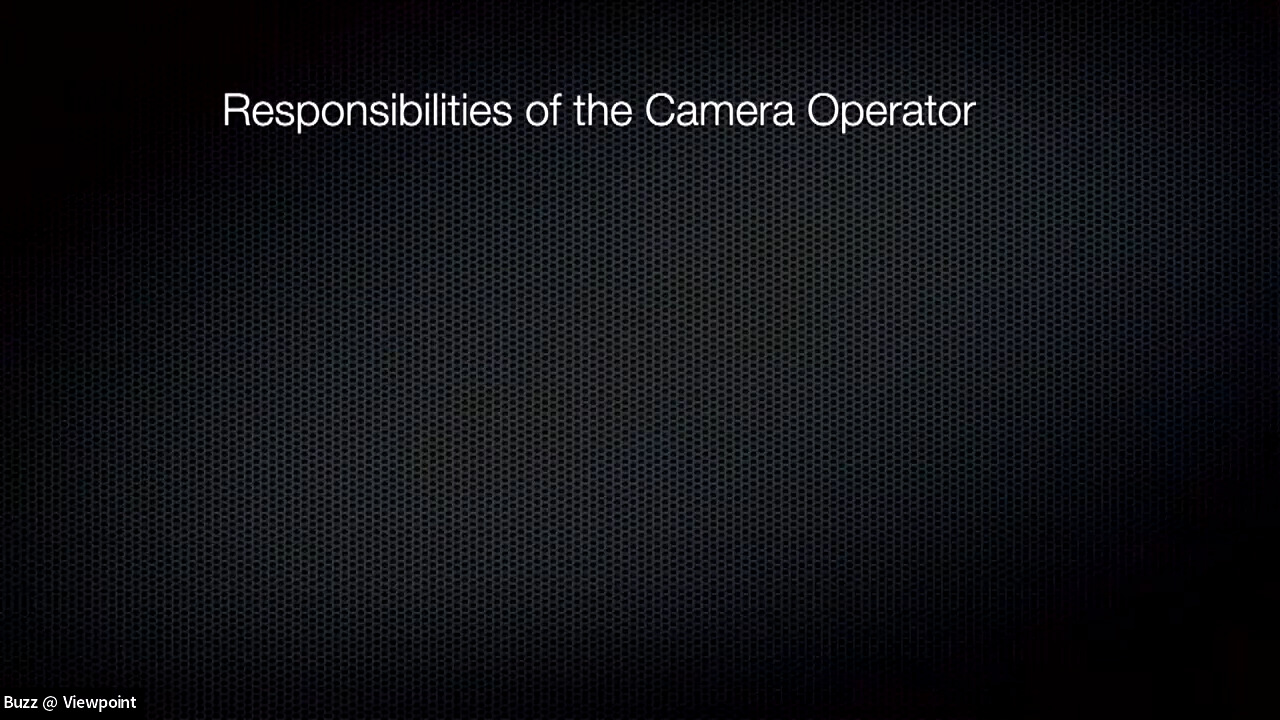 Responsibilities of the Camera Operator
Buzz @ Viewpoint